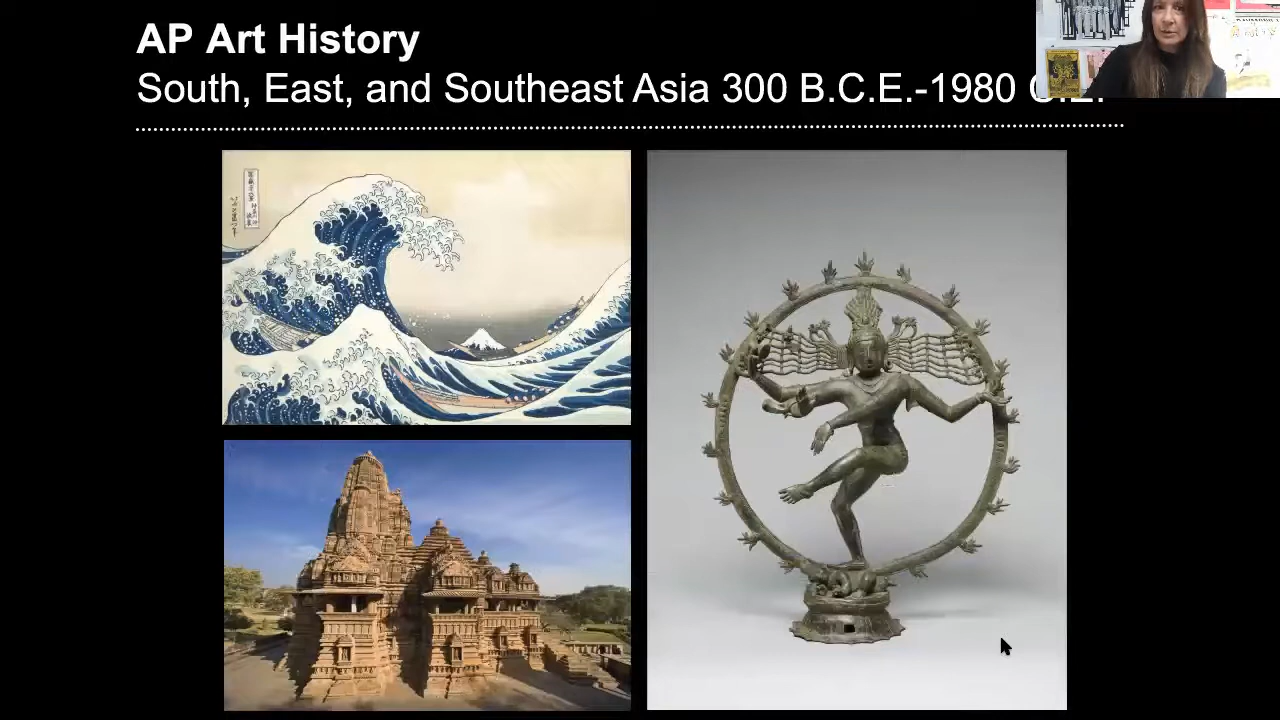 AP Art History
South, East, and Southeast Asia 300 B.C.E.-1980